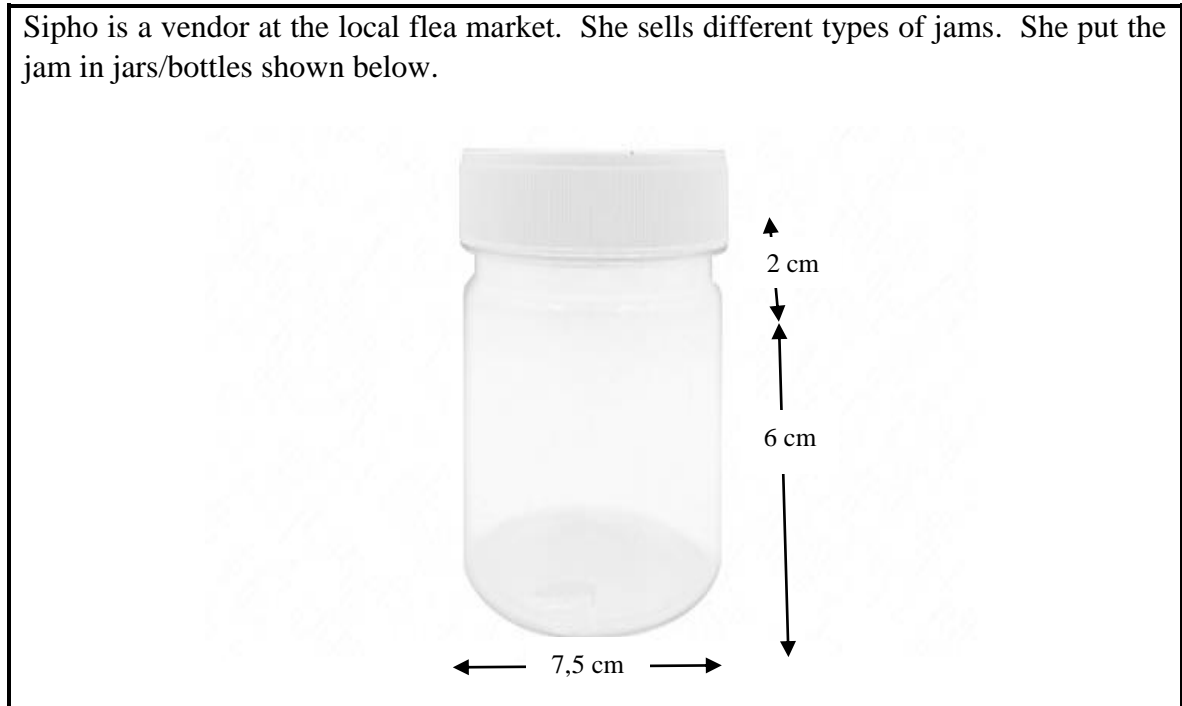 Sipho is a vendor at the local flea market. She sells different types of jams. She put the
jam in jars/bottles shown below.
2 cm
6 cm
7,5 cm